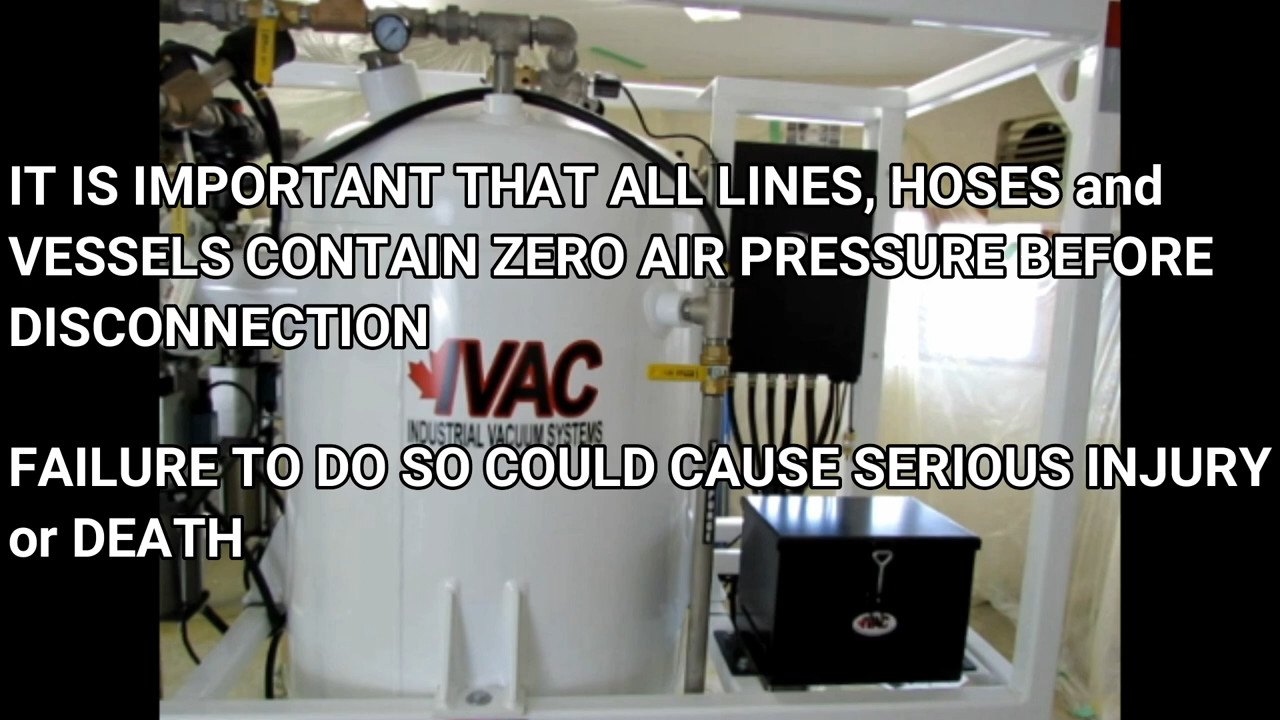 IT IS IMPORTANT THAT ALL LINES, HOSES and
VESSELS CONTAIN ZERO AIR PRESSURE BEFORE
DISCONNECTION
IVAC
INDUSTRIAL VACUUM SYSTEMS
FAILURE TO DO SO COULD CAUSE SERIOUS INJURY
or DEATH
IVAC